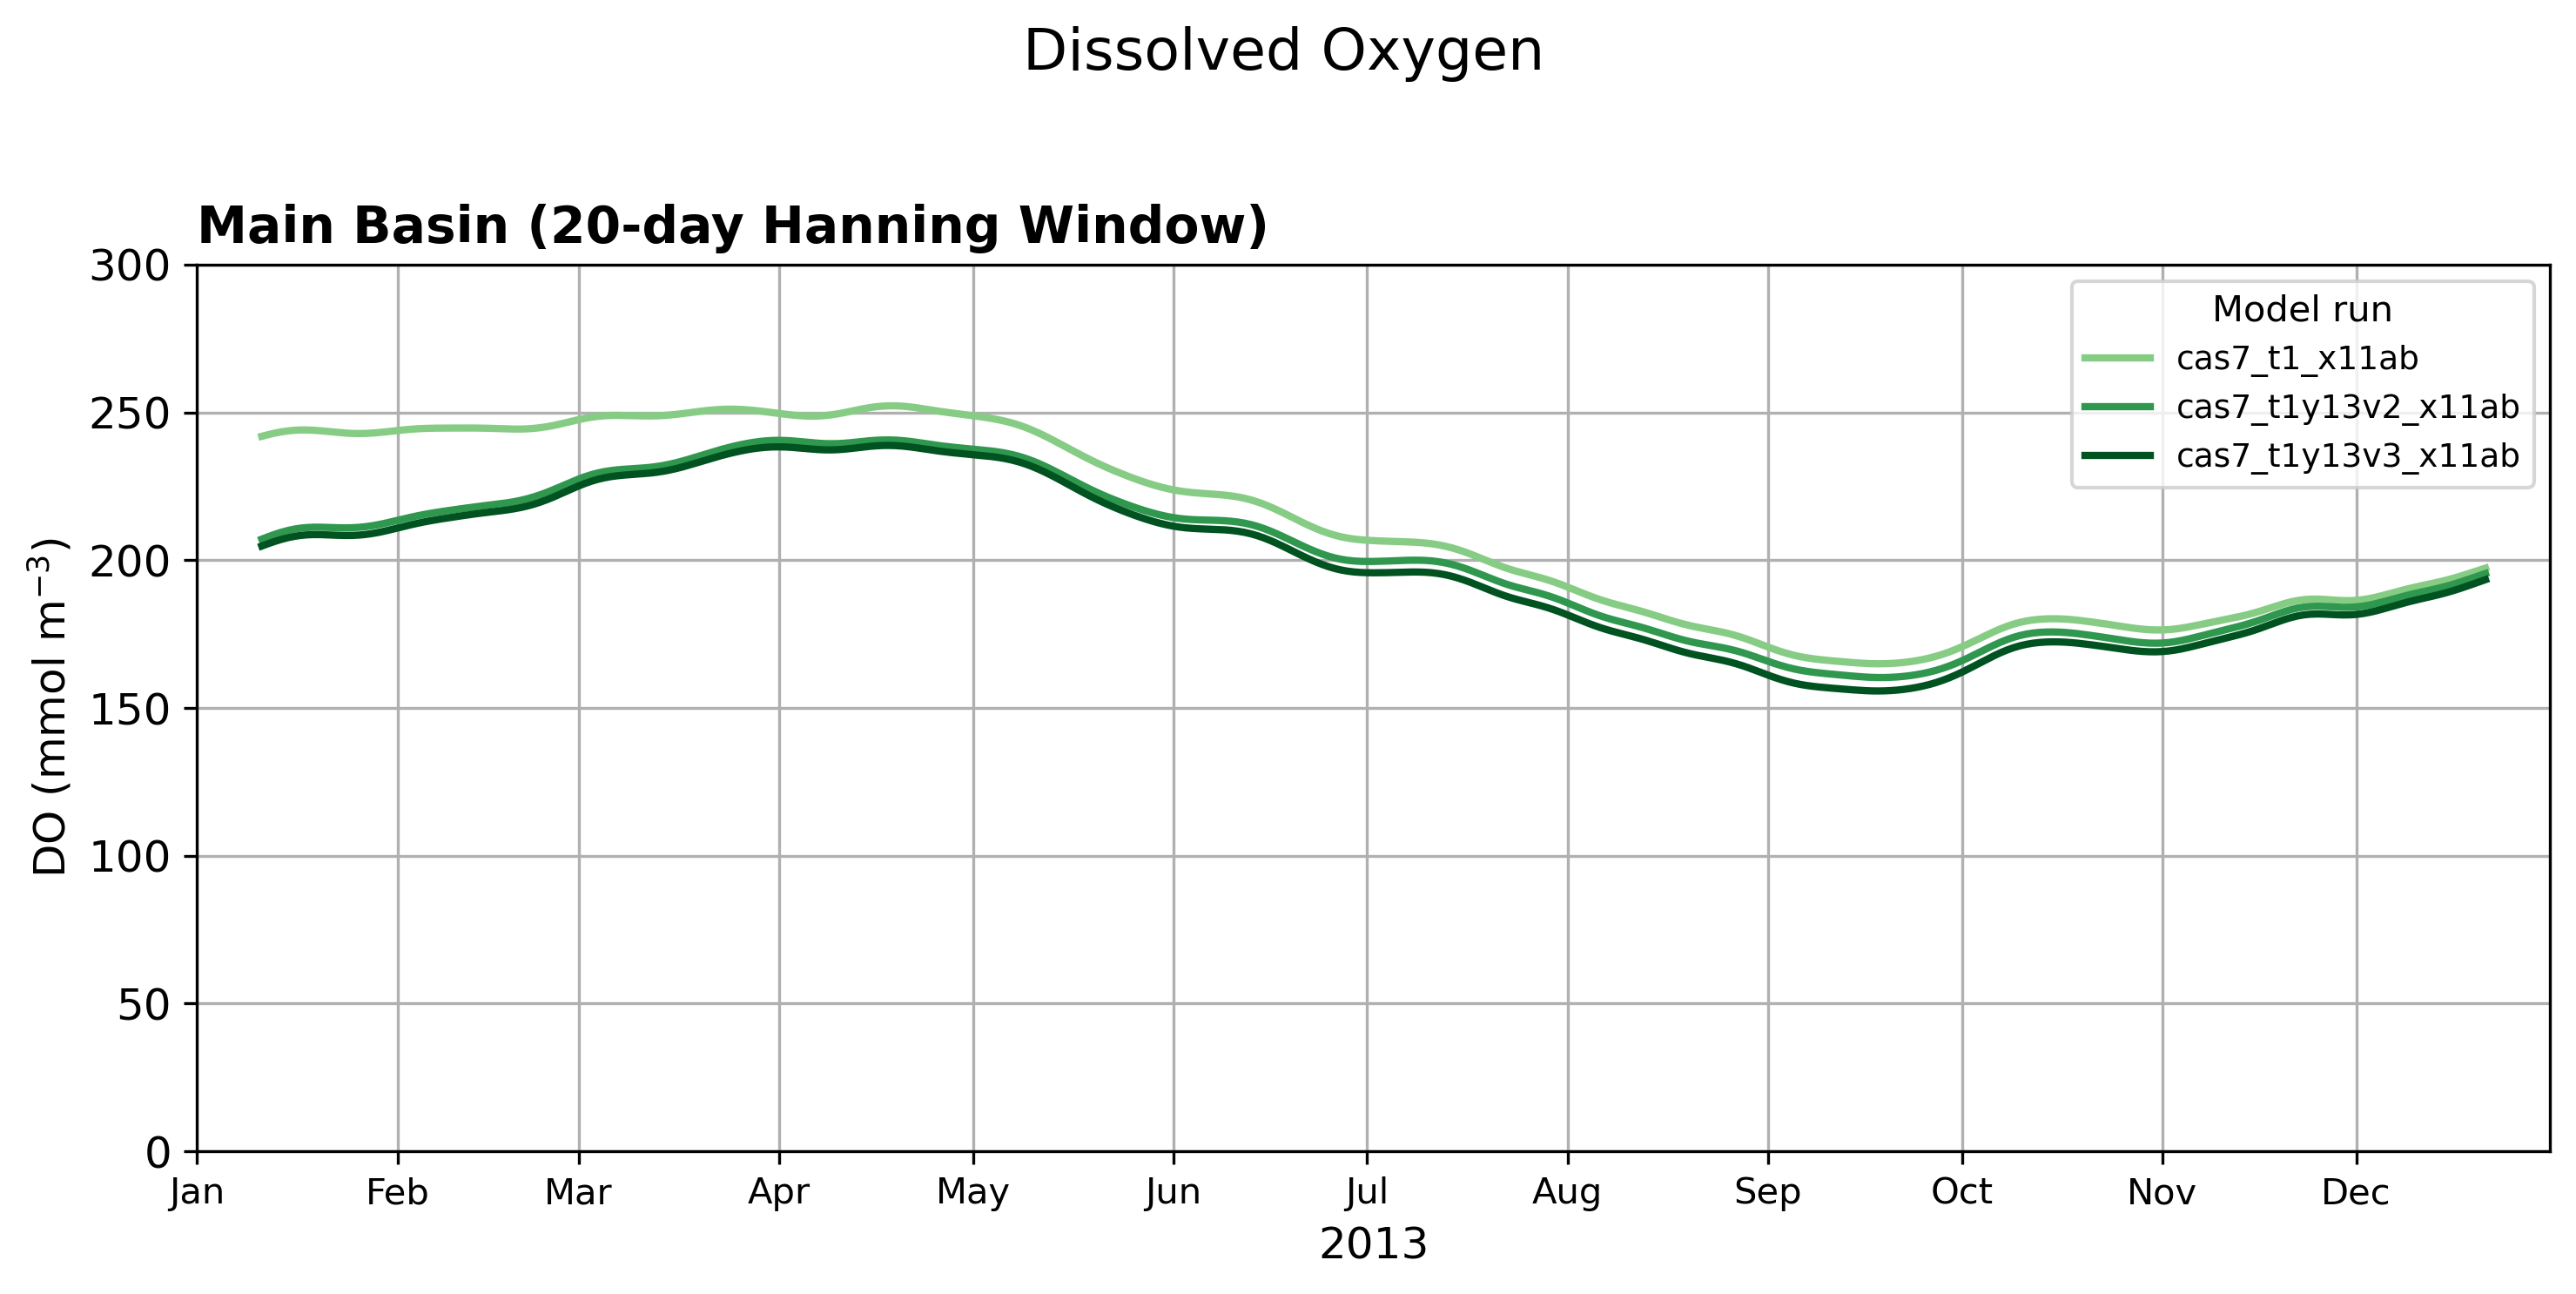 Dissolved Oxygen
Main Basin (20-day Hanning Window)
300
250
200
150
100
50
0
DO (mmol m⁻³)
Model run
cas7_t1_x11ab
cas7_t1y13v2_x11ab
cas7_t1y13v3_x11ab
Jan Feb Mar Apr May Jun Jul Aug Sep Oct Nov Dec
2013